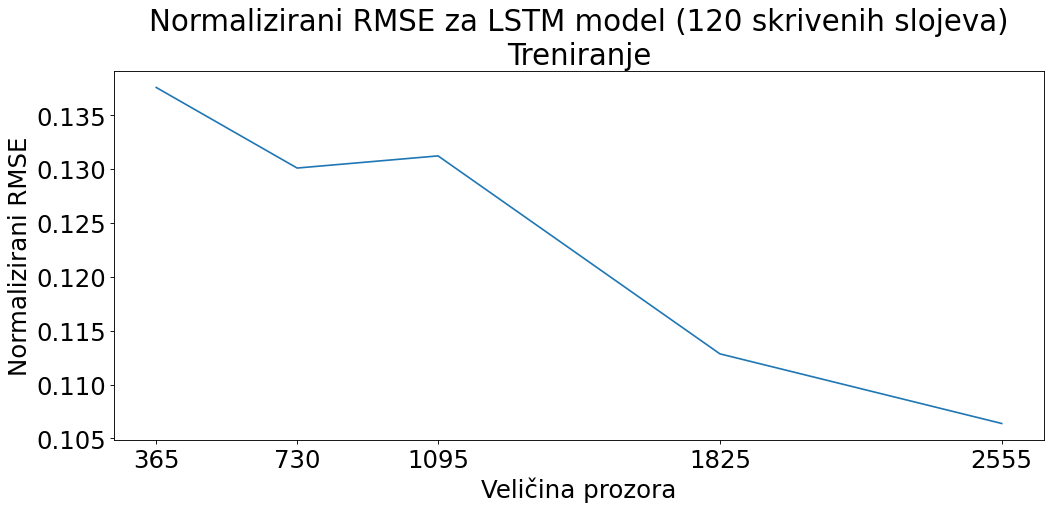 Normalizirani RMSE za LSTM model (120 skrivenih slojeva)
Treniranje
Normalizirani RMSE
0.135
0.130
0.125
0.120
0.115
0.110
0.105
365 730 1095 1825 2555
Veličina prozora